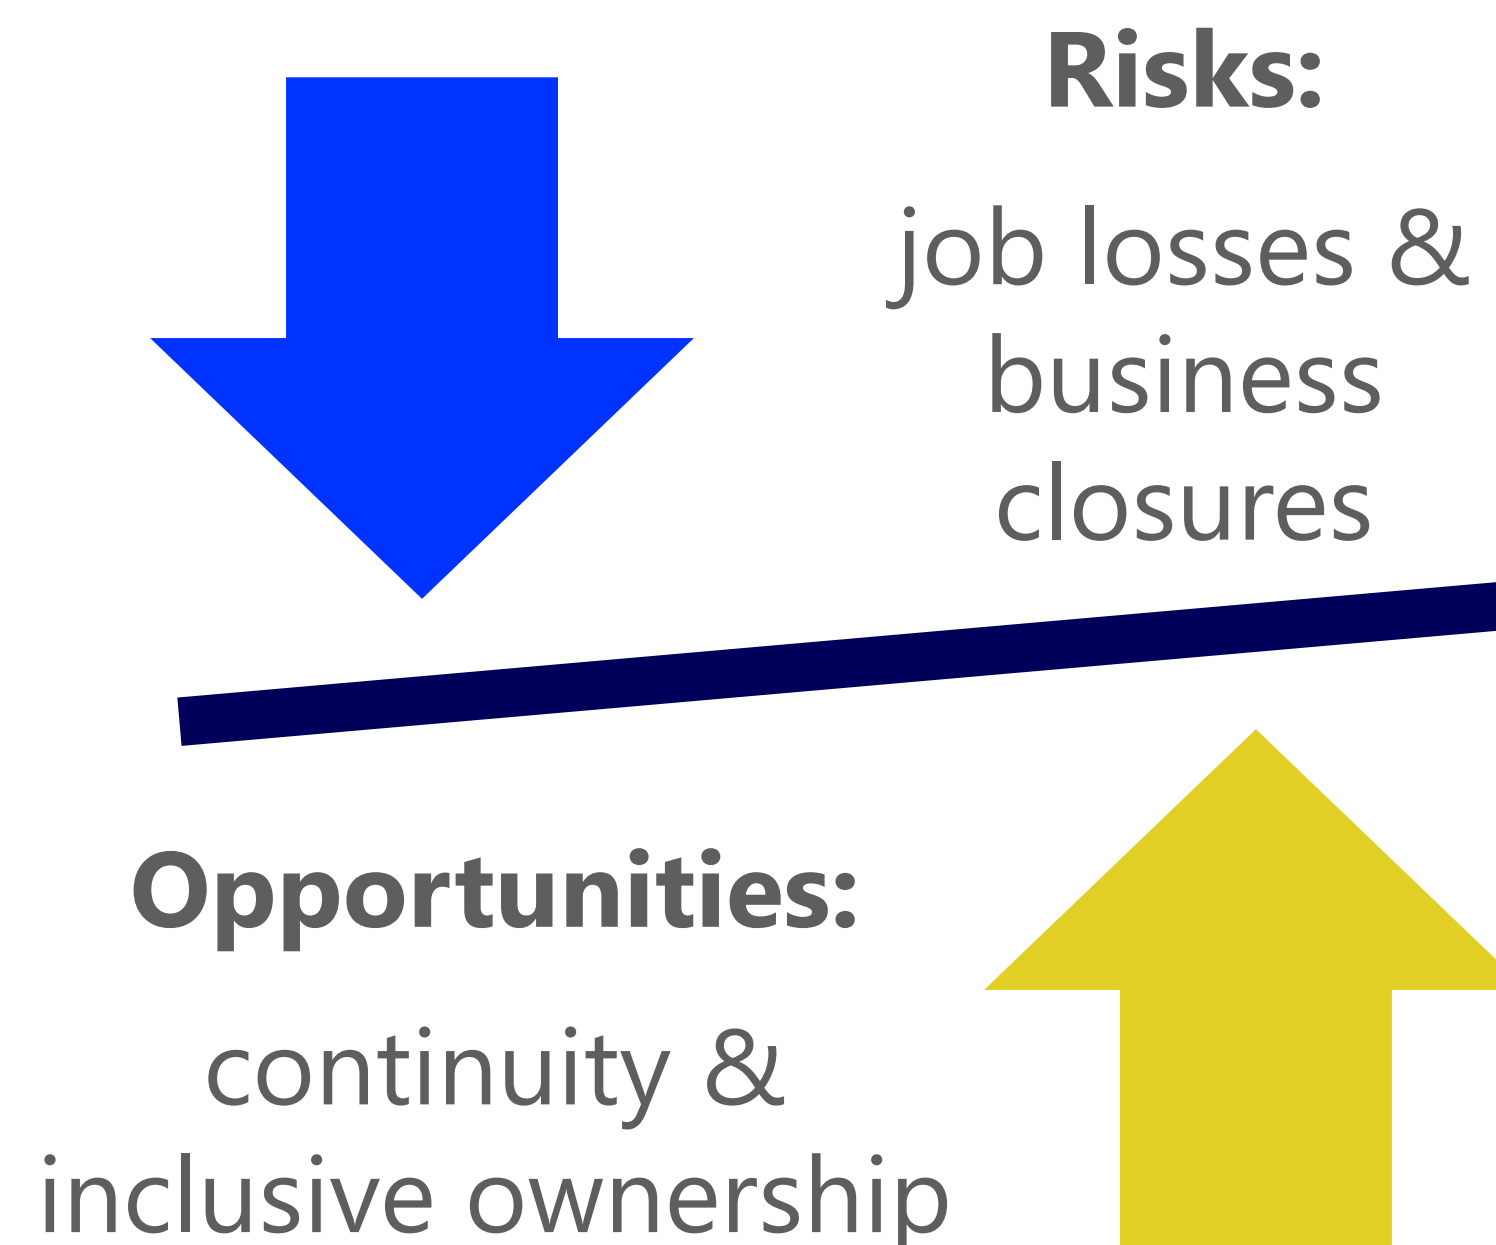 Risks:
job losses &
business
closures
Opportunities:
continuity &
inclusive ownership